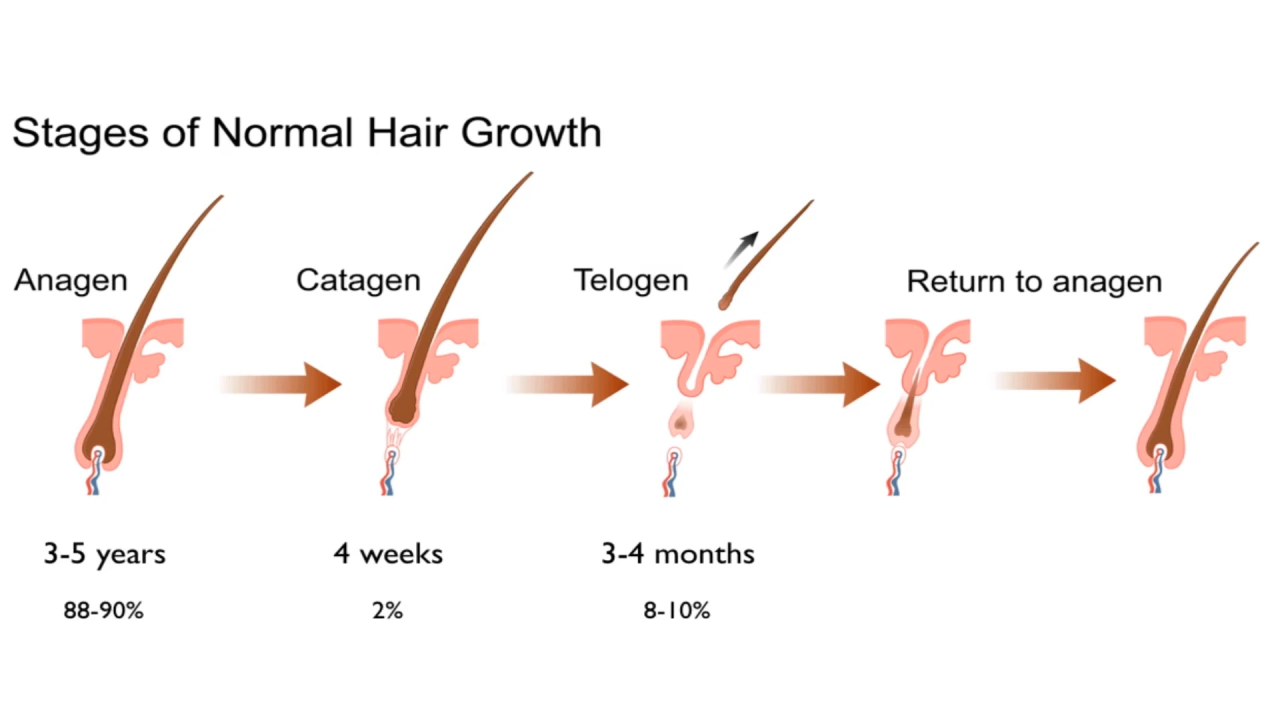 Stages of Normal Hair Growth
Anagen
Catagen
Telogen
Return to anagen
3-5 years
4 weeks
3-4 months
88-90%
2%
8-10%